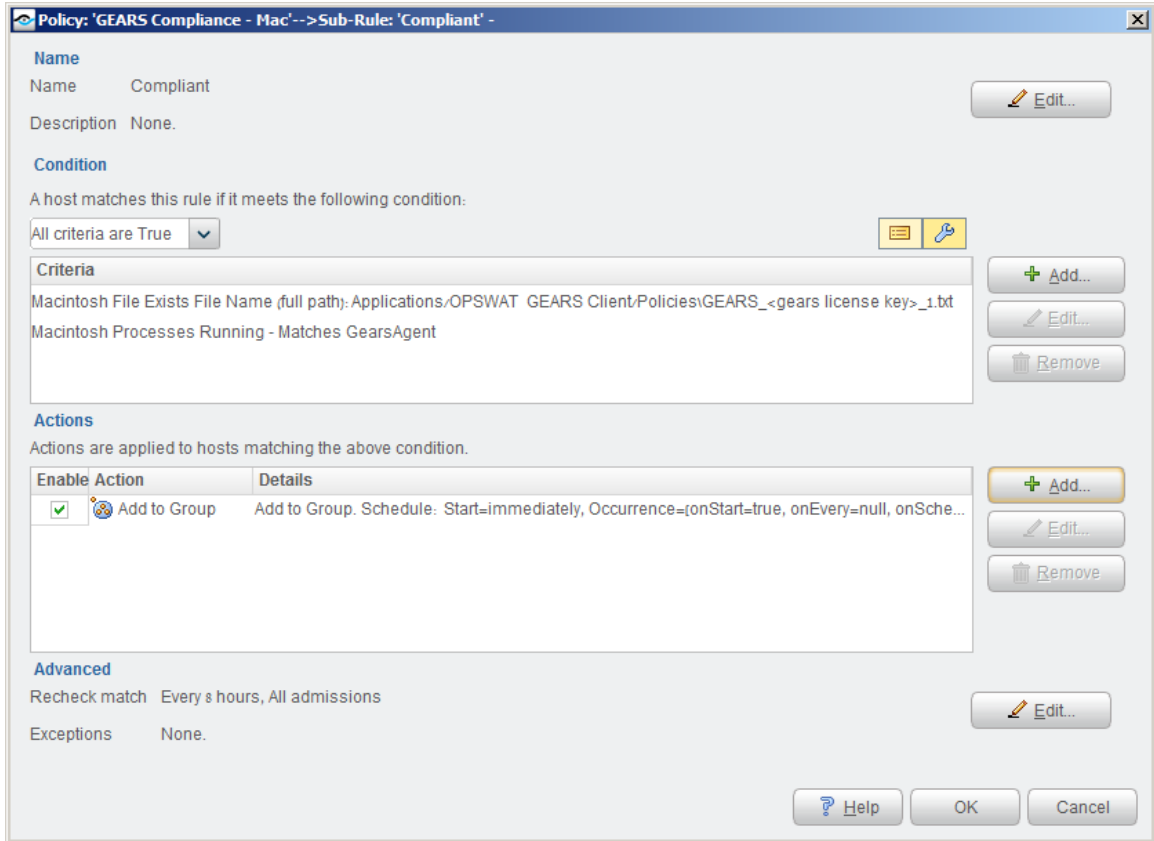 Policy: 'GEARS Compliance - Mac'-->Sub-Rule: 'Compliant' -
Name
Name Compliant
Edit...
Description None.
Condition
A host matches this rule if it meets the following condition:
All criteria are True
Criteria
Add...
Macintosh File Exists File Name (full path): Applications/OPSWAT GEARS Client/Policies\GEARS_<gears license key>_1.txt
Edit...
Macintosh Processes Running - Matches GearsAgent
Remove
Actions
Actions are applied to hosts matching the above condition.
Enable Action Details
Add...
Add to Group Add to Group. Schedule: Start=immediately, Occurrence=[onStart=true, onEvery=null, onSche...
Edit...
Remove
Advanced
Recheck match Every 8 hours, All admissions
Edit...
Exceptions None.
Help OK Cancel